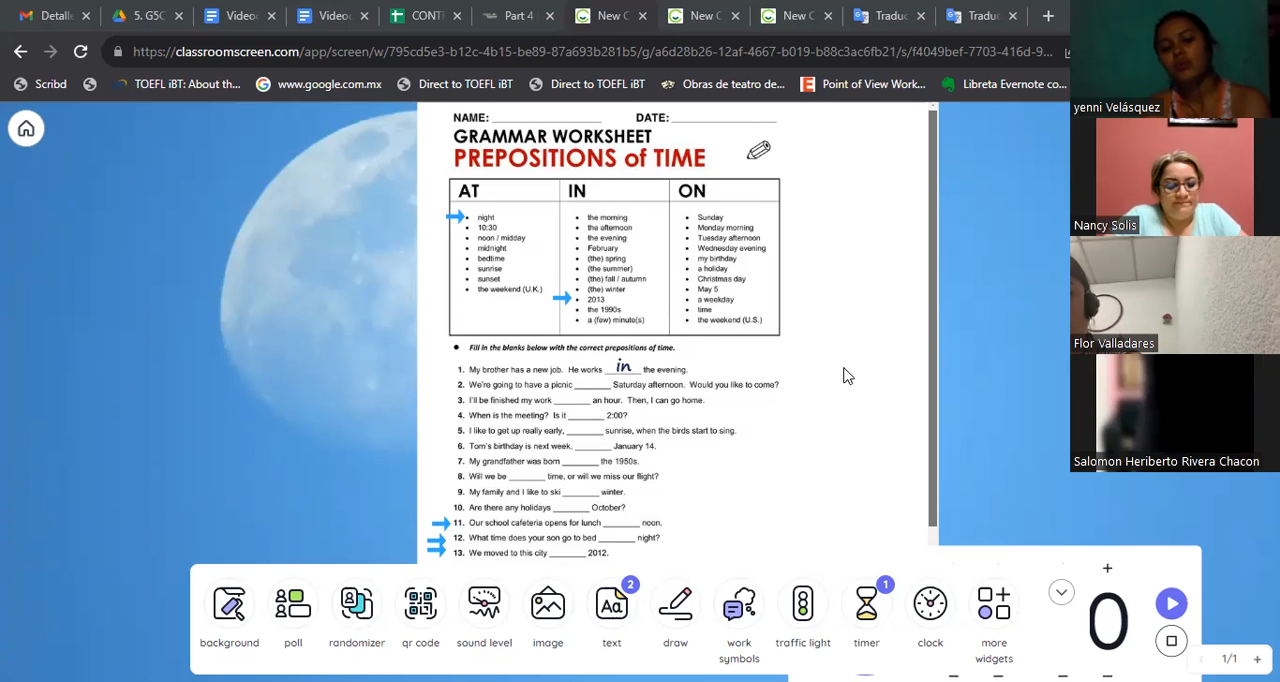 Detalle
5. G5C
Videoc
Videoc
CONT
Part 4
New C
New C
New C
Traduc
Traduc
https://classroomscreen.com/app/screen/w/795cd5e3-b12c-4b15-be89-87a693b281b5/g/a6d28b26-12af-4667-b019-b88c3ac6fb21/s/f4049bef-7703-416d-9...
Scribd
TOEFL iBT: About th...
www.google.com.mx
Direct to TOEFL iBT
Direct to TOEFL iBT
Obras de teatro de...
Point of View Work...
Libreta Evernote co...
NAME: ____________________ DATE: ____________________
GRAMMAR WORKSHEET
PREPOSITIONS of TIME
AT
• night
• 10:30
• noon / midday
• midnight
• bedtime
• sunrise
• sunset
• the weekend (U.K.)
IN
• the morning
• the afternoon
• the evening
• February
• (the) spring
• (the summer)
• (the) fall / autumn
• (the) winter
• 2013
• the 1990s
• a (few) minute(s)
ON
• Sunday
• Monday morning
• Tuesday afternoon
• Wednesday evening
• my birthday
• a holiday
• Christmas day
• May 5
• a weekday
• time
• the weekend (U.S.)
• Fill in the blanks below with the correct prepositions of time.
1. My brother has a new job. He works in the evening.
2. We're going to have a picnic ________ Saturday afternoon. Would you like to come?
3. I'll be finished my work ________ an hour. Then, I can go home.
4. When is the meeting? Is it ________ 2:00?
5. I like to get up really early, ________ sunrise, when the birds start to sing.
6. Tom's birthday is next week, ________ January 14.
7. My grandfather was born ________ the 1950s.
8. Will we be ________ time, or will we miss our flight?
9. My family and I like to ski ________ winter.
10. Are there any holidays ________ October?
11. Our school cafeteria opens for lunch ________ noon.
12. What time does your son go to bed ________ night?
13. We moved to this city ________ 2012.
yenni Velásquez
Nancy Solis
Flor Valladares
Salomon Heriberto Rivera Chacon
background
poll
randomizer
qr code
sound level
image
text
2
draw
work
symbols
traffic light
timer
1
clock
more
widgets
0
1/1